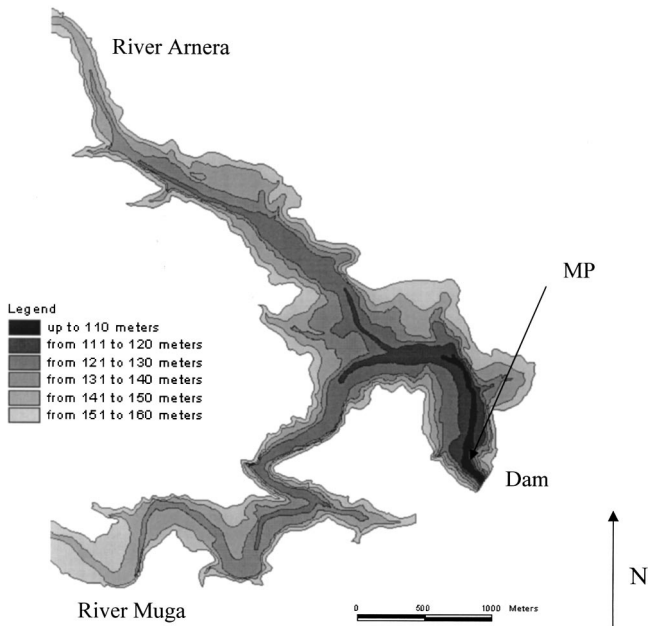 River Arnera
MP
Legend
up to 110 meters
from 111 to 120 meters
from 121 to 130 meters
from 131 to 140 meters
from 141 to 150 meters
from 151 to 160 meters
Dam
N
River Muga
0 500 1000 Meters